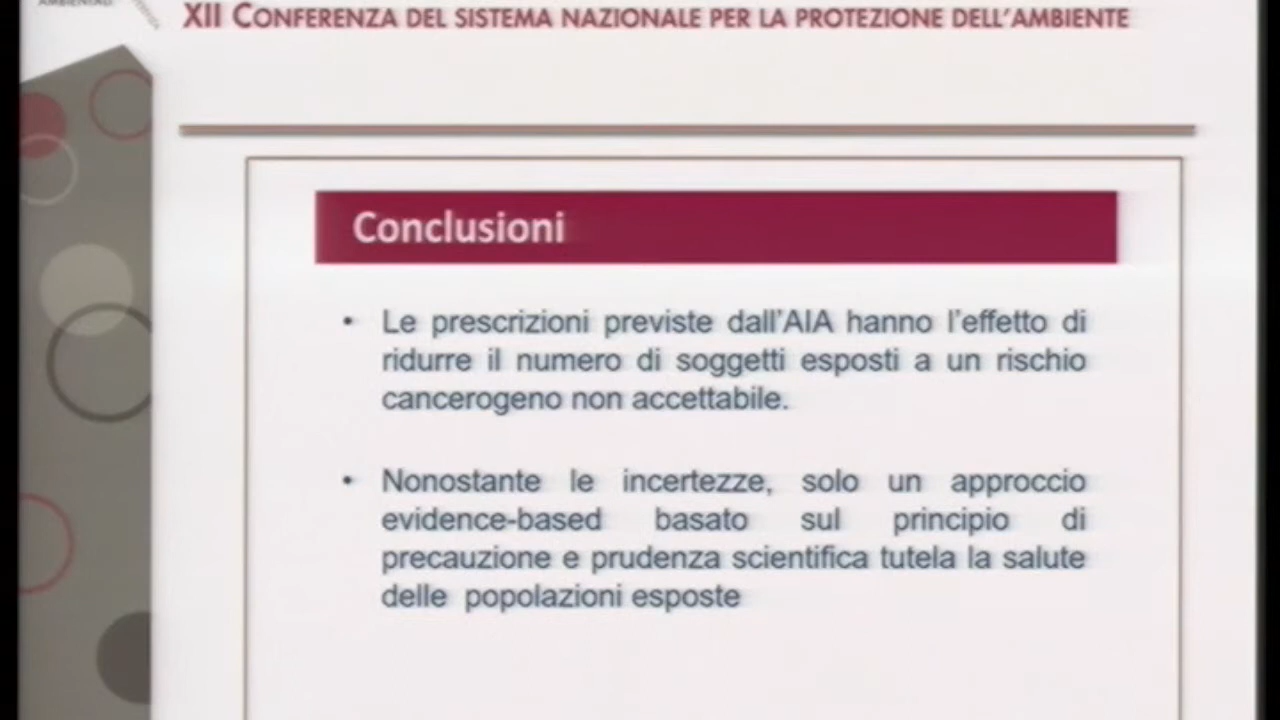 AMBIENTALI
XII CONFERENZA DEL SISTEMA NAZIONALE PER LA PROTEZIONE DELL'AMBIENTE
Conclusioni
• Le prescrizioni previste dall'AIA hanno l'effetto di
ridurre il numero di soggetti esposti a un rischio
cancerogeno non accettabile.
• Nonostante le incertezze, solo un approccio
evidence-based basato sul principio di
precauzione e prudenza scientifica tutela la salute
delle popolazioni esposte